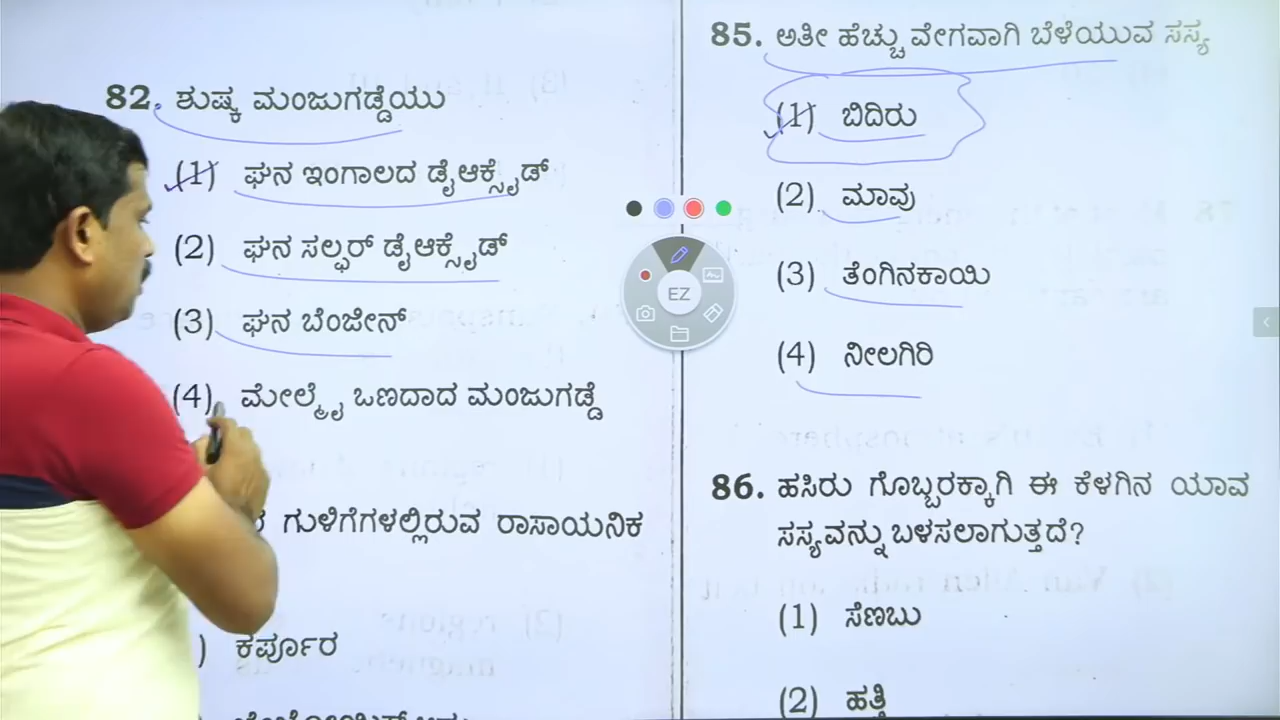 82. ಶುಷ್ಕ ಮಂಜುಗಡ್ಡೆಯು
(1) ಘನ ಇಂಗಾಲದ ಡೈಆಕ್ಸೈಡ್
(2) ಘನ ಸಲ್ಫರ್ ಡೈಆಕ್ಸೈಡ್
(3) ಘನ ಬೆಂಜೀನ್
(4) ಮೇಲ್ಮೈ ಒಣದಾದ ಮಂಜುಗಡ್ಡೆ
ಗುಳಿಗೆಗಳಲ್ಲಿರುವ ರಾಸಾಯನಿಕ
) ಕರ್ಪೂರ
85. ಅತೀ ಹೆಚ್ಚು ವೇಗವಾಗಿ ಬೆಳೆಯುವ ಸಸ್ಯ
(1) ಬಿದಿರು
(2) ಮಾವು
(3) ತೆಂಗಿನಕಾಯಿ
(4) ನೀಲಗಿರಿ
86. ಹಸಿರು ಗೊಬ್ಬರಕ್ಕಾಗಿ ಈ ಕೆಳಗಿನ ಯಾವ
ಸಸ್ಯವನ್ನು ಬಳಸಲಾಗುತ್ತದೆ?
(1) ಸೆಣಬು
(2) ಹತ್ತಿ
EZ